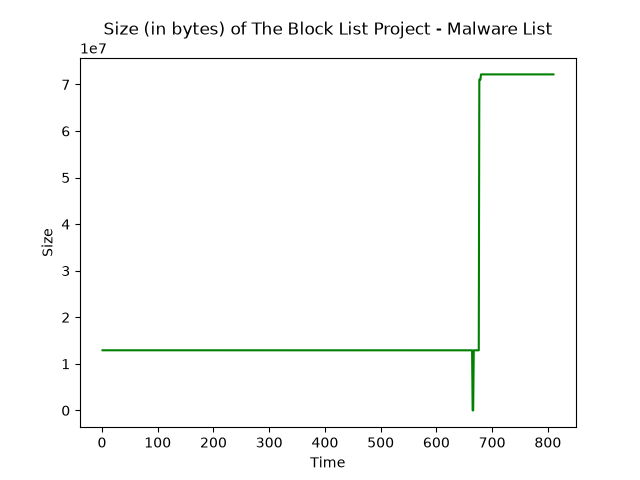 Size (in bytes) of The Block List Project - Malware List
1e7
7
6
5
4
3
2
1
0
Size
0 100 200 300 400 500 600 700 800
Time